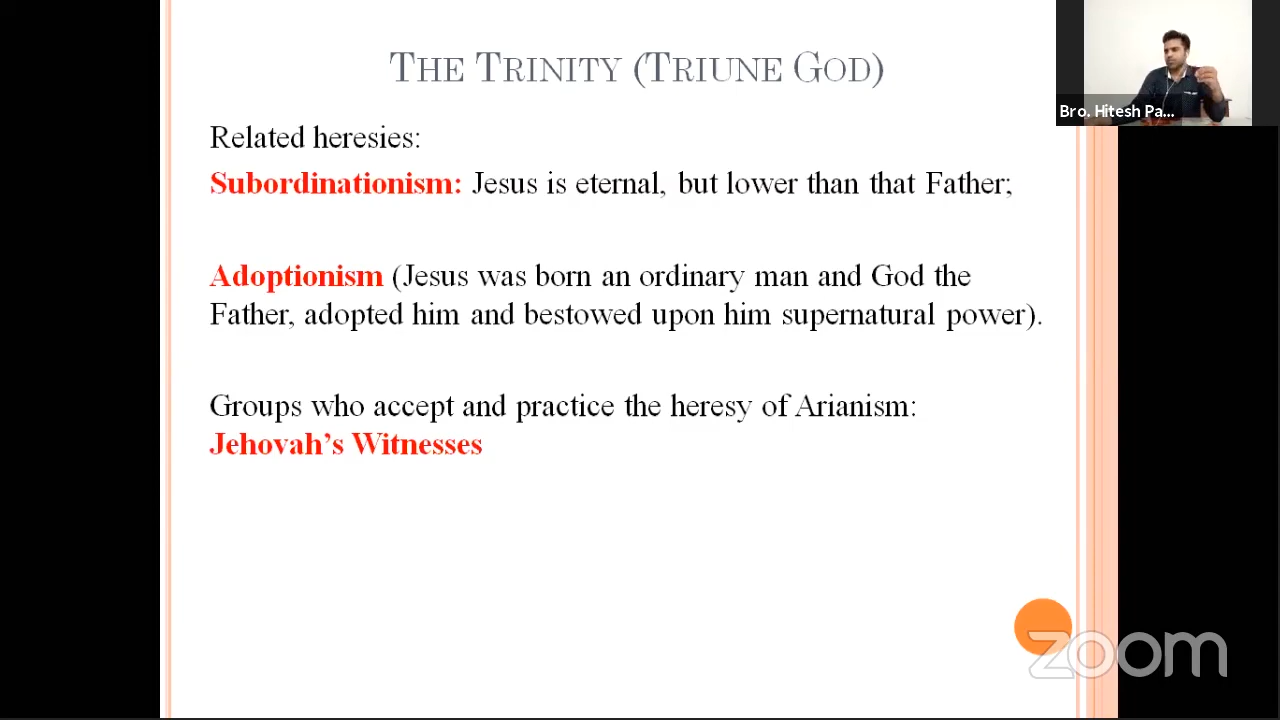 THE TRINITY (TRIUNE GOD)
Related heresies:
Subordinationism: Jesus is eternal, but lower than that Father;
Adoptionism (Jesus was born an ordinary man and God the
Father, adopted him and bestowed upon him supernatural power).
Groups who accept and practice the heresy of Arianism:
Jehovah’s Witnesses
Bro. Hitesh Pa...
zoom